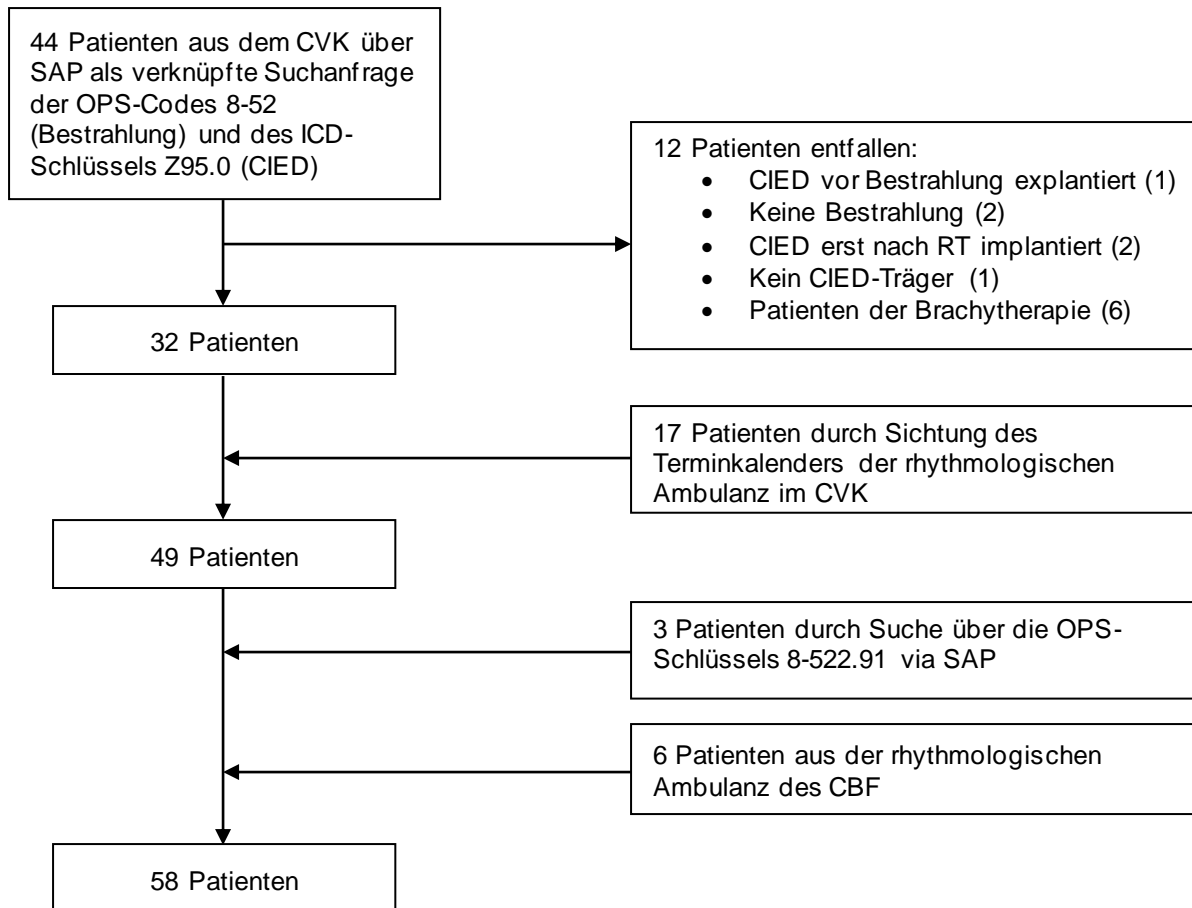 44 Patienten aus dem CVK über
SAP als verknüpfte Suchanfrage
der OPS-Codes 8-52
(Bestrahlung) und des ICD-
Schlüssels Z95.0 (CIED)
12 Patienten entfallen:
• CIED vor Bestrahlung explantiert (1)
• Keine Bestrahlung (2)
• CIED erst nach RT implantiert (2)
• Kein CIED-Träger (1)
• Patienten der Brachytherapie (6)
32 Patienten
17 Patienten durch Sichtung des
Terminkalenders der rhythmologischen
Ambulanz im CVK
49 Patienten
3 Patienten durch Suche über die OPS-
Schlüssels 8-522.91 via SAP
6 Patienten aus der rhythmologischen
Ambulanz des CBF
58 Patienten